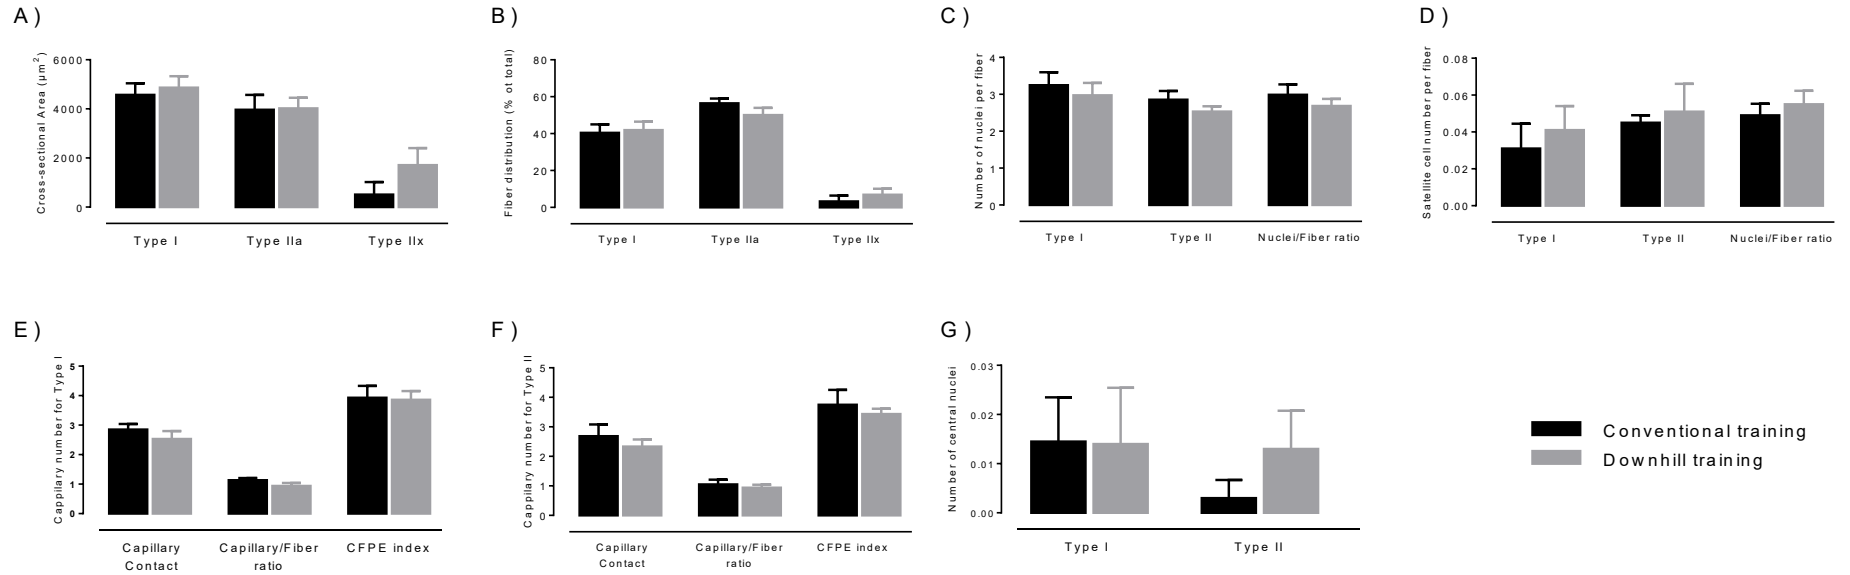 A)
B)
C)
D)
Cross-sectional Area (µm²)
6000
4000
2000
0
Type I Type IIa Type IIx
Fiber distribution (% ot total)
80
60
40
20
0
Type I Type IIa Type IIx
Number of nuclei per fiber
4
3
2
1
0
Type I Type II Nuclei/Fiber ratio
Satellite cell number per fiber
0.08
0.06
0.04
0.02
0.00
Type I Type II Nuclei/Fiber ratio
E)
F)
G)
Cappilary number for Type I
5
4
3
2
1
0
Capillary Contact
Capillary/Fiber ratio
CFPE index
Cappilary number for Type II
5
4
3
2
1
0
Capillary Contact
Capillary/Fiber ratio
CFPE index
Number of central nuclei
0.03
0.02
0.01
0.00
Type I Type II
Conventional training
Downhill training